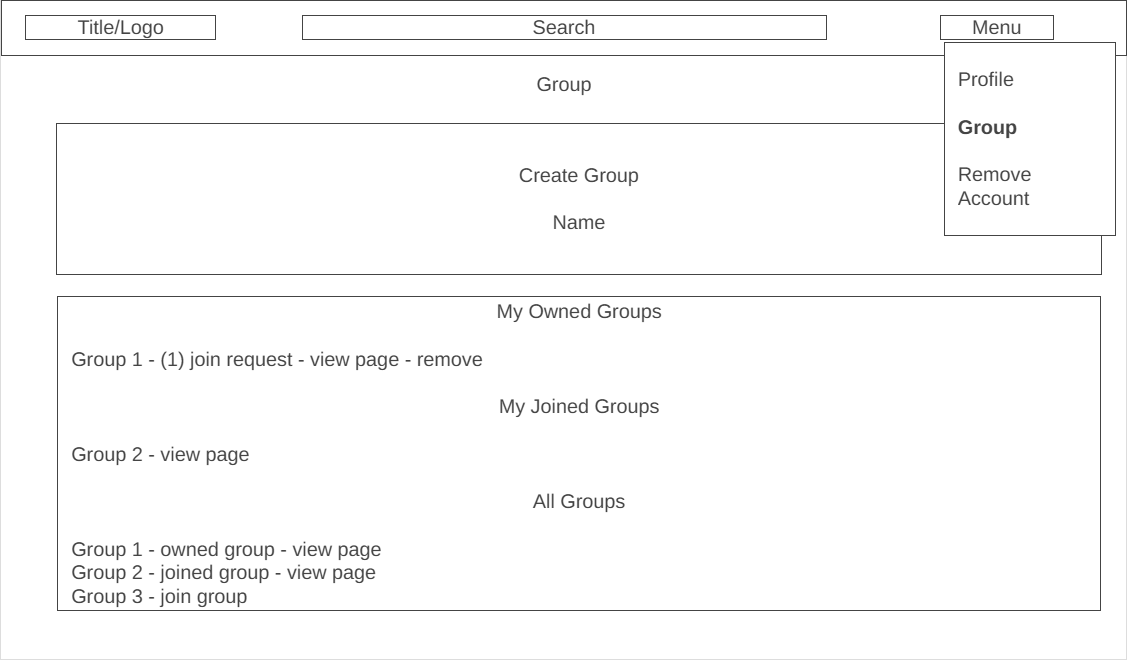 Title/Logo
Search
Menu
Profile
Group
Remove
Account
Group
Create Group
Name
My Owned Groups
Group 1 - (1) join request - view page - remove
My Joined Groups
Group 2 - view page
All Groups
Group 1 - owned group - view page
Group 2 - joined group - view page
Group 3 - join group